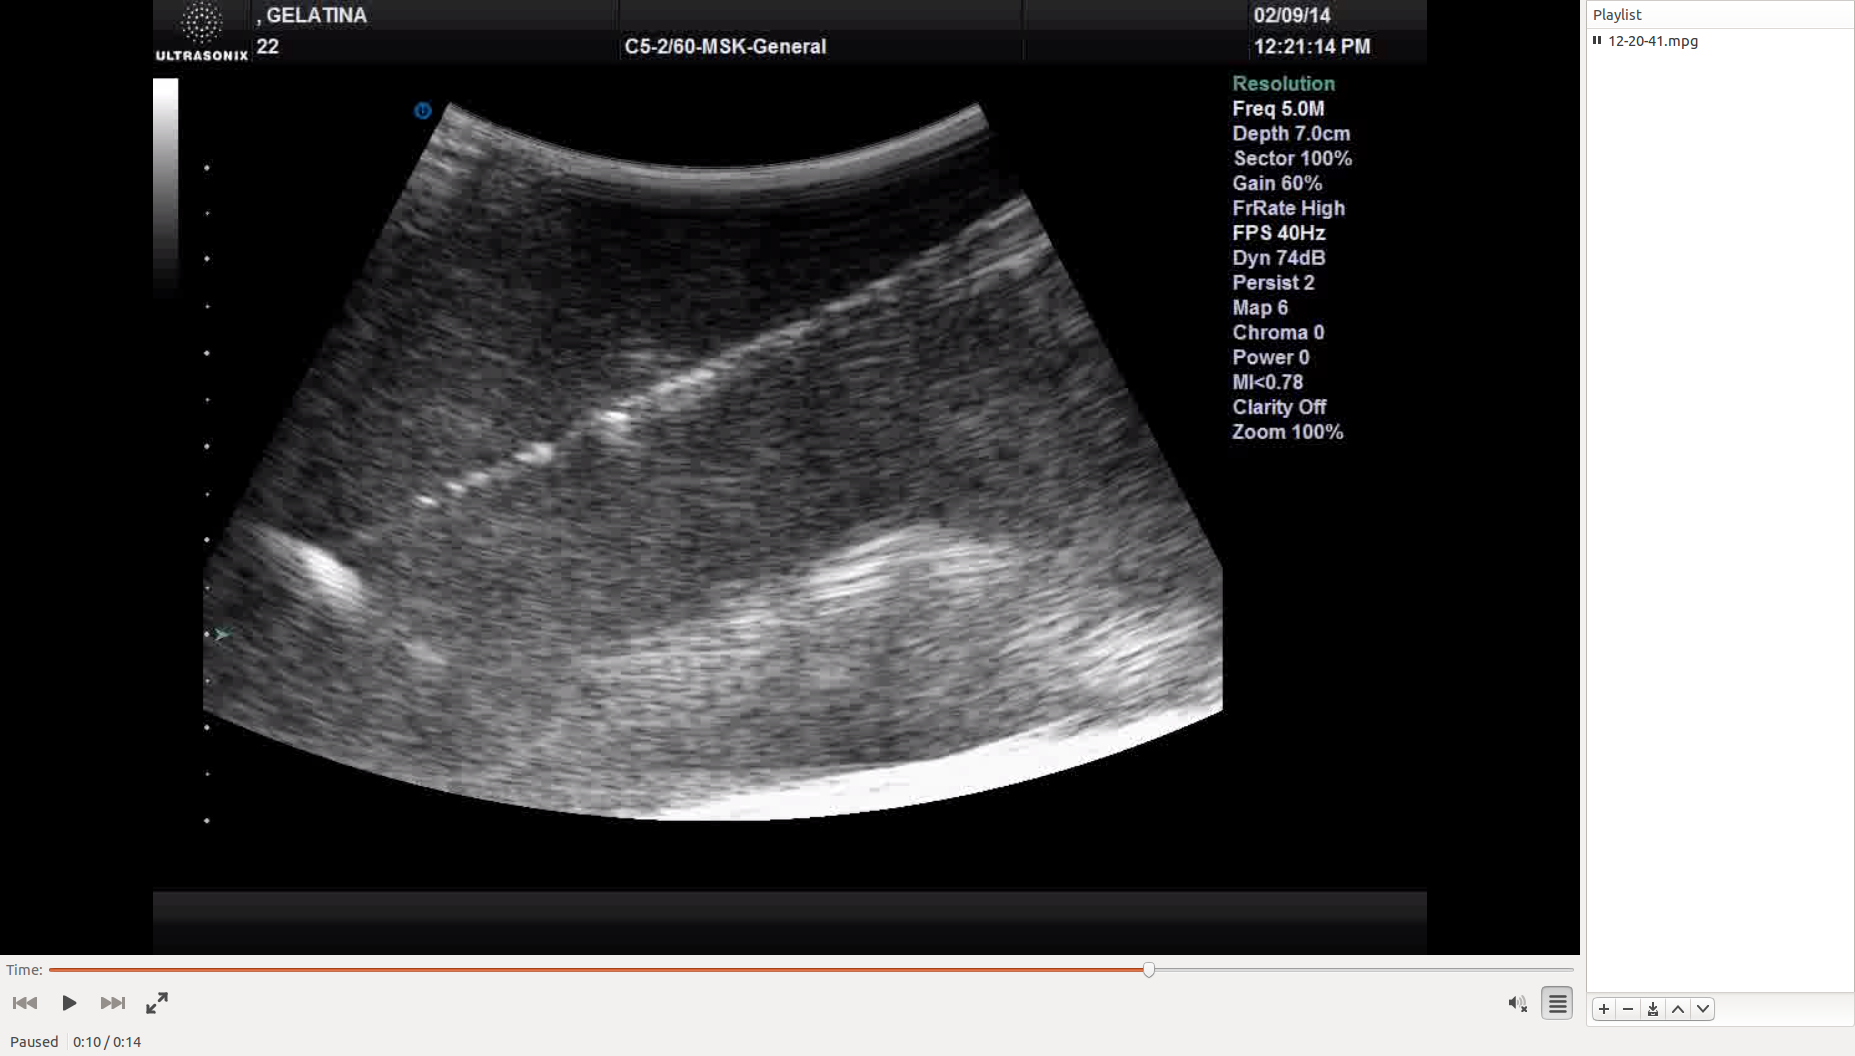 , GELATINA
02/09/14
ULTRASONIX
22
C5-2/60-MSK-General
12:21:14 PM
Resolution
Freq 5.0M
Depth 7.0cm
Sector 100%
Gain 60%
FrRate High
FPS 40Hz
Dyn 74dB
Persist 2
Map 6
Chroma 0
Power 0
MI<0.78
Clarity Off
Zoom 100%
Playlist
12-20-41.mpg
Time:
Paused
0:10 / 0:14